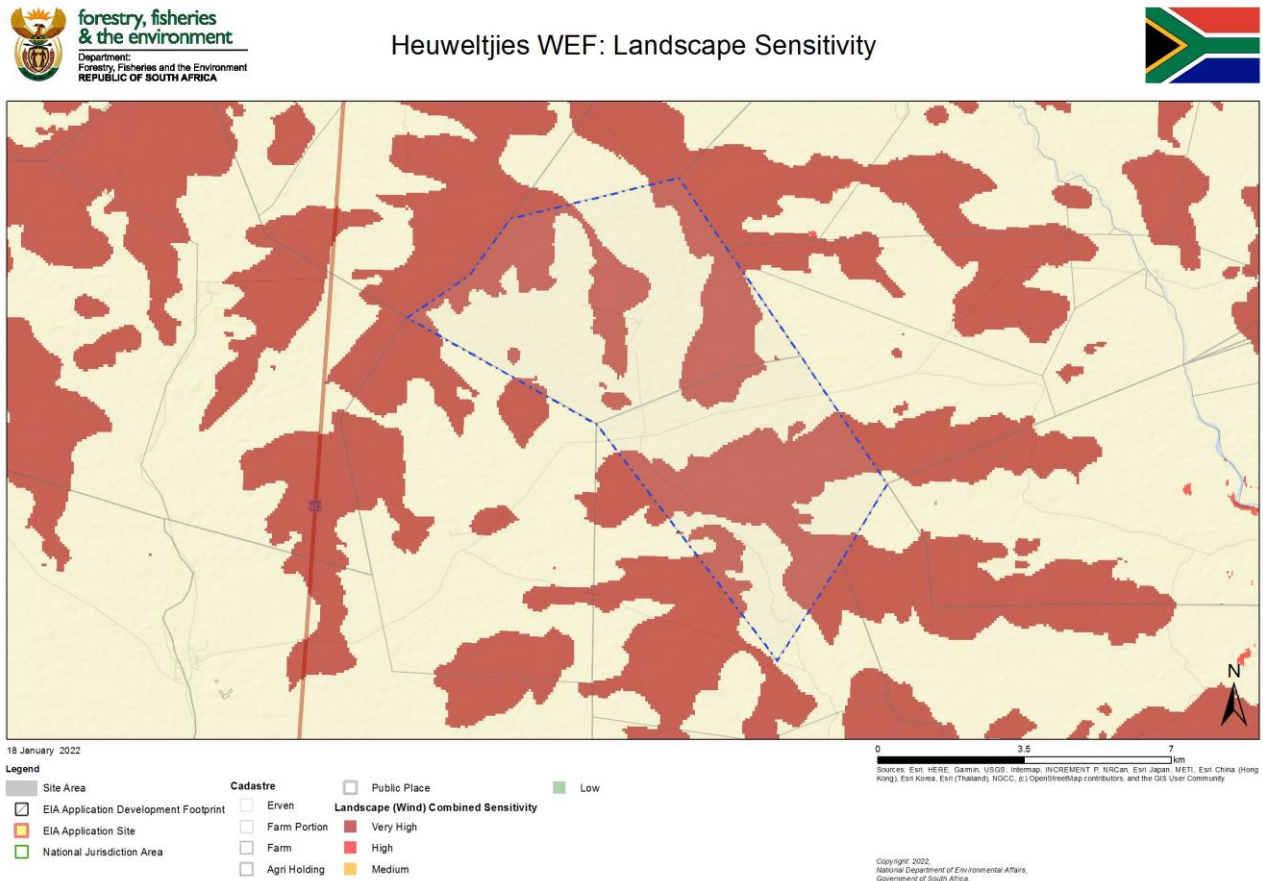 forestry, fisheries
& the environment
Department:
Forestry, Fisheries and the Environment
REPUBLIC OF SOUTH AFRICA
Heuweltjies WEF: Landscape Sensitivity
N
18 January 2022
0 3.5 7
km
Sources: Esri, HERE, Garmin, USGS, Intermap, INCREMENT P, NRCan, Esri Japan, METI, Esri China (Hong
Kong), Esri Korea, Esri (Thailand), NGCC, (c) OpenStreetMap contributors, and the GIS User Community
Legend
Site Area
EIA Application Development Footprint
EIA Application Site
National Jurisdiction Area
Cadastre
Erven
Farm Portion
Farm
Agri Holding
Public Place
Landscape (Wind) Combined Sensitivity
Very High
High
Medium
Low
Copyright: 2022,
National Department of Environmental Affairs,
Government of South Africa.